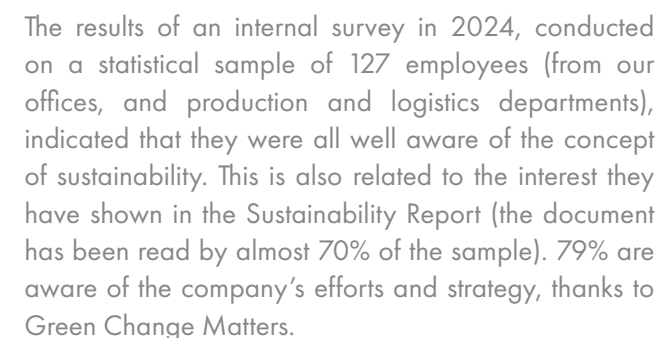 The results of an internal survey in 2024, conducted
on a statistical sample of 127 employees (from our
offices, and production and logistics departments),
indicated that they were all well aware of the concept
of sustainability. This is also related to the interest they
have shown in the Sustainability Report (the document
has been read by almost 70% of the sample). 79% are
aware of the company’s efforts and strategy, thanks to
Green Change Matters.